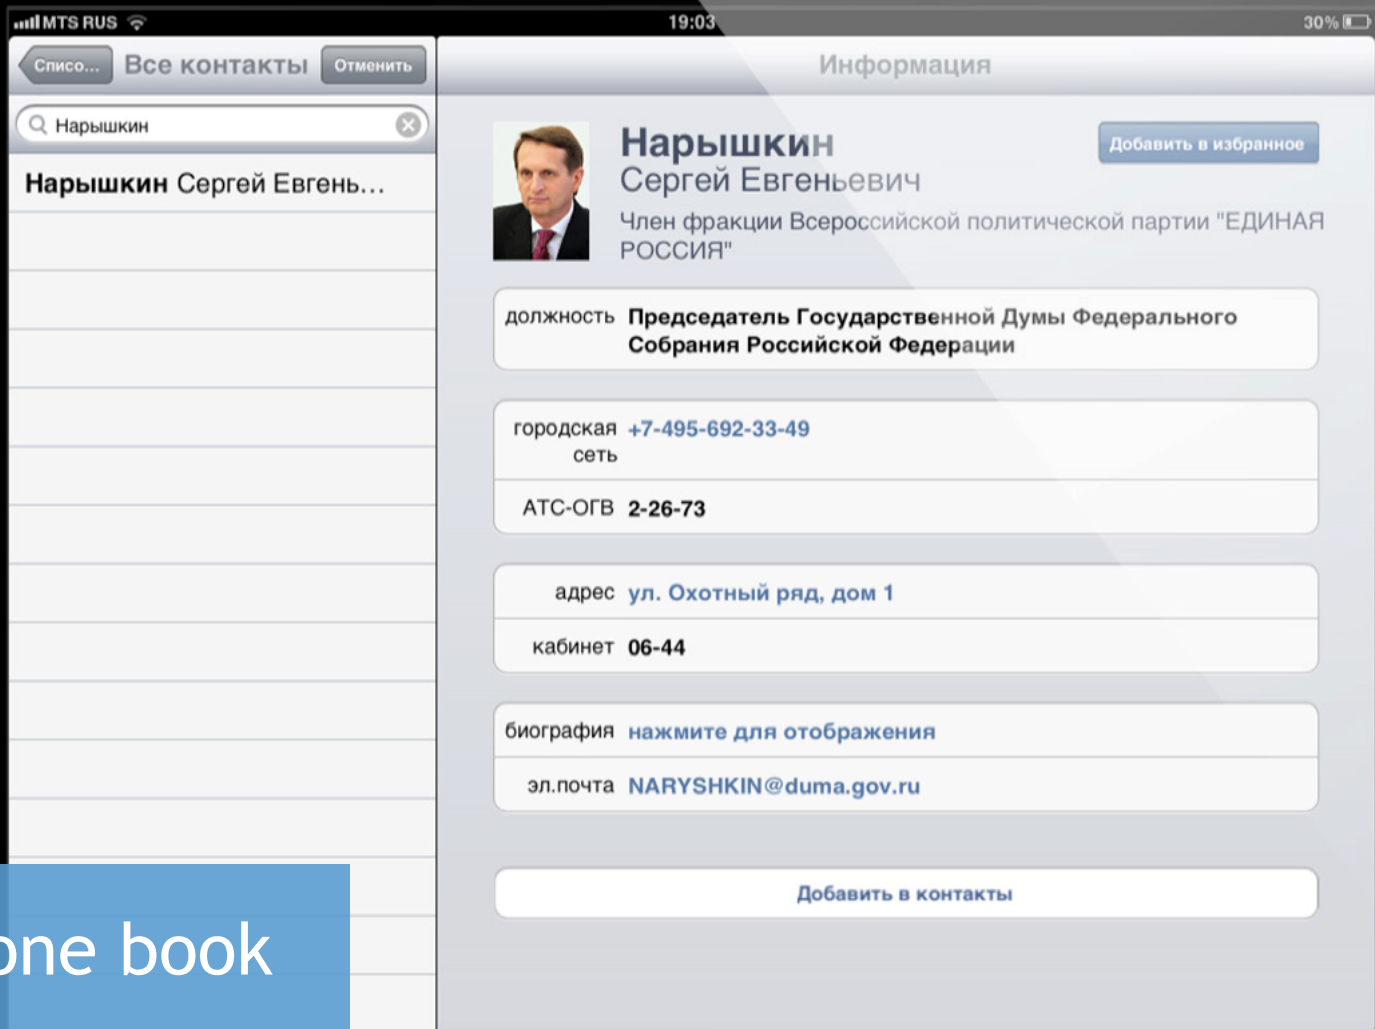 MTS RUS
19:03
30%
Списо...
Все контакты
Отменить
Информация
Нарышкин
Нарышкин Сергей Евгень...
Нарышкин
Сергей Евгеньевич
Добавить в избранное
Член фракции Всероссийской политической партии "ЕДИНАЯ
РОССИЯ"
должность Председатель Государственной Думы Федерального
Собрания Российской Федерации
городская +7-495-692-33-49
сеть
АТС-ОГВ 2-26-73
адрес ул. Охотный ряд, дом 1
кабинет 06-44
биография нажмите для отображения
эл.почта NARYSHKIN@duma.gov.ru
Добавить в контакты
one book